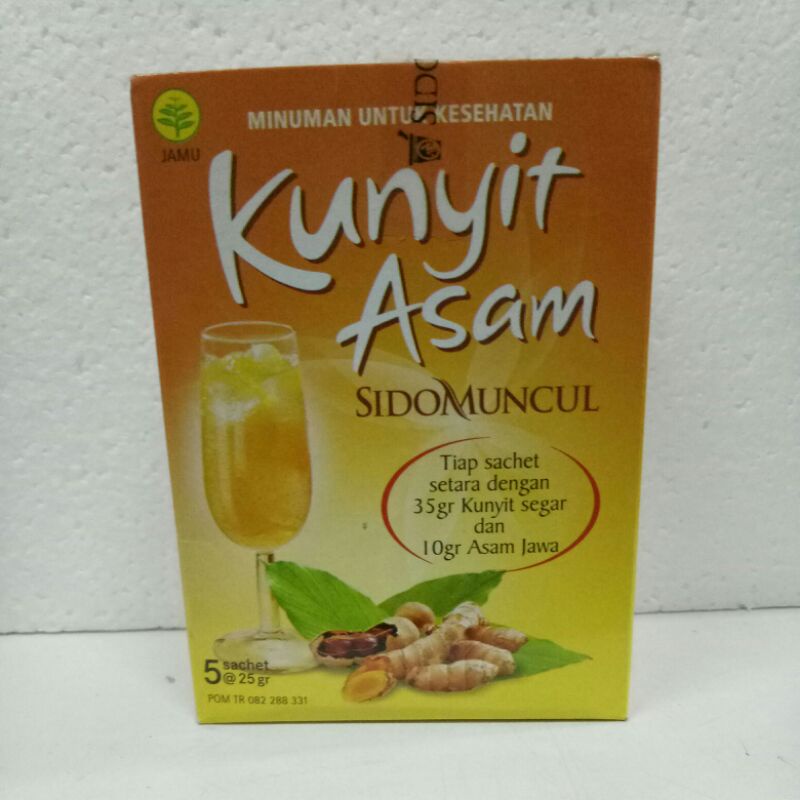 JAMU
MINUMAN UNTUK KESEHATAN
SIDO
Kunyit
Asam
SIDOMUNCUL
Tiap sachet
setara dengan
35gr Kunyit segar
dan
10gr Asam Jawa
5 sachet
@ 25 gr
POM TR 082 288 331